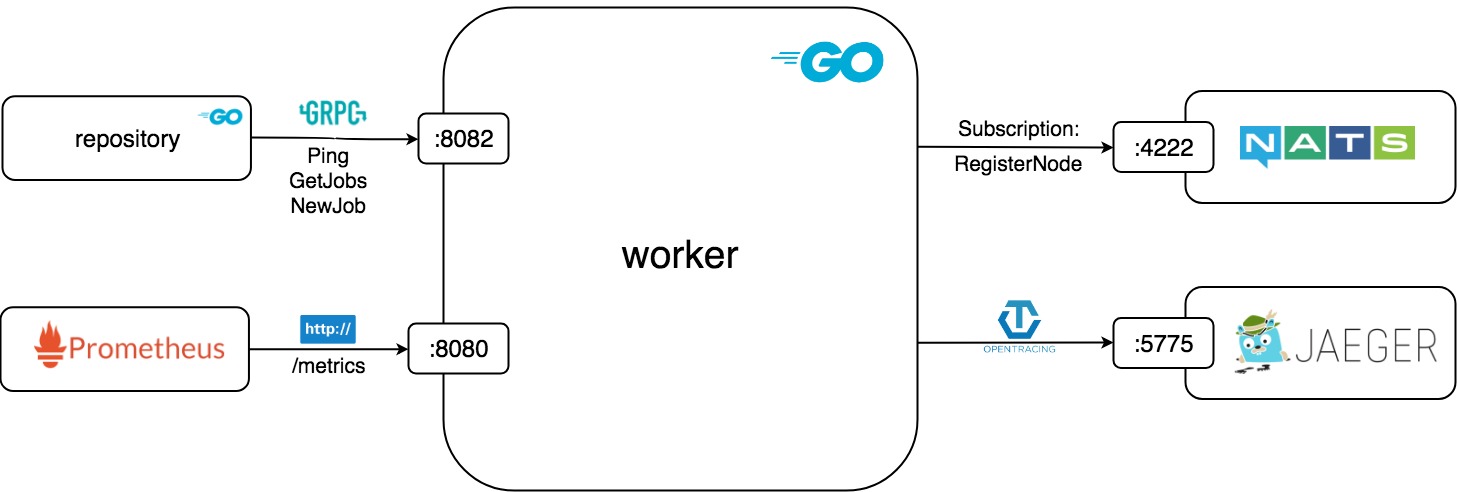 GO
repository
GO
GRPC
Ping
GetJobs
NewJob
:8082
worker
Subscription:
RegisterNode
:4222
NATS
Prometheus
http://
/metrics
:8080
OPENTRACING
:5775
JAEGER